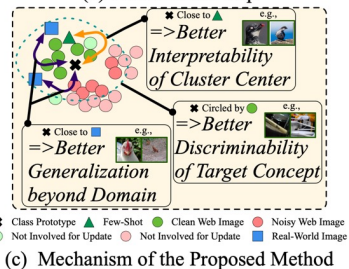 ✖ Close to ▲ e.g.,
=>Better
Interpretability
of Cluster Center
✖ Circled by ● e.g.,
=>Better
Discriminability
of Target Concept
✖ Close to ■ e.g.,
=>Better
Generalization
beyond Domain
✖ Class Prototype ▲ Few-Shot ● Clean Web Image ● Noisy Web Image
● Not Involved for Update ● Not Involved for Update ■ Real-World Image
(c) Mechanism of the Proposed Method